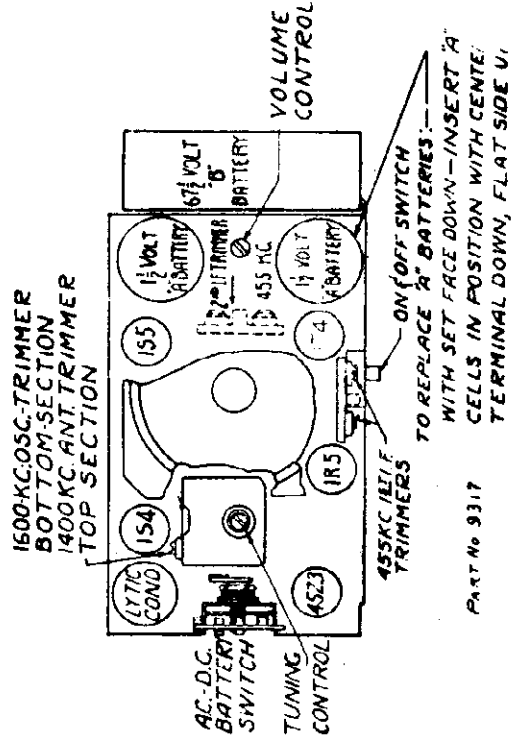 1600-KC.OSC-TRIMMER
BOTTOM-SECTION
1400KC.ANT.TRIMMER
TOP SECTION
LYTIC
COND
1S4
1S5
1½ VOLT
"A" BATTERY
67½ VOLT
"B"
BATTERY
2ND I.F. TRIMMER
455 KC
VOLUME
CONTROL
AC.-D.C.
BATTERY
SWITCH
TUNING
CONTROL
1R5
1½ VOLT
"A" BATTERY
455KC 1ST I.F.
TRIMMERS
ON & OFF SWITCH
TO REPLACE "A" BATTERIES:—
WITH SET FACE DOWN—INSERT "A"
CELLS IN POSITION WITH
TERMINAL DOWN, FLAT SIDE
PART No 9317